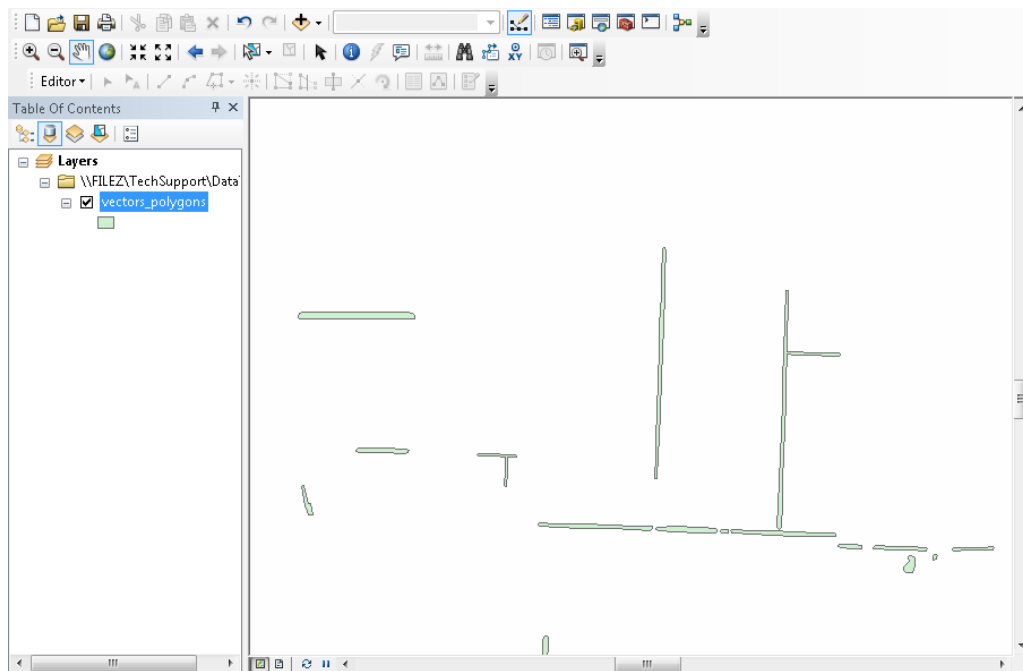 Editor
Table Of Contents
Layers
\\FILEZ\TechSupport\Data
vectors_polygons